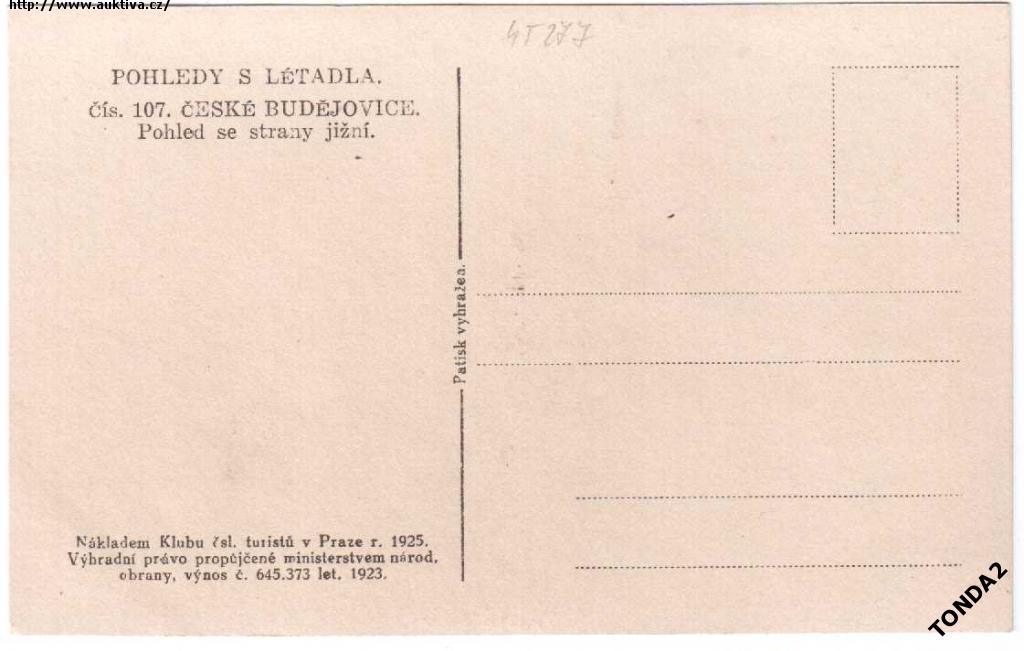 http://www.auktiva.cz/
4T277
POHLEDY S LÉTADLA.
čís. 107. ČESKÉ BUDĚJOVICE.
Pohled se strany jižní.
Patisk vyhražen.
Nákladem Klubu čsl. turistů v Praze r. 1925.
Výhradní právo propůjčené ministerstvem národ.
obrany, výnos č. 645.373 let. 1923.
TONDA2